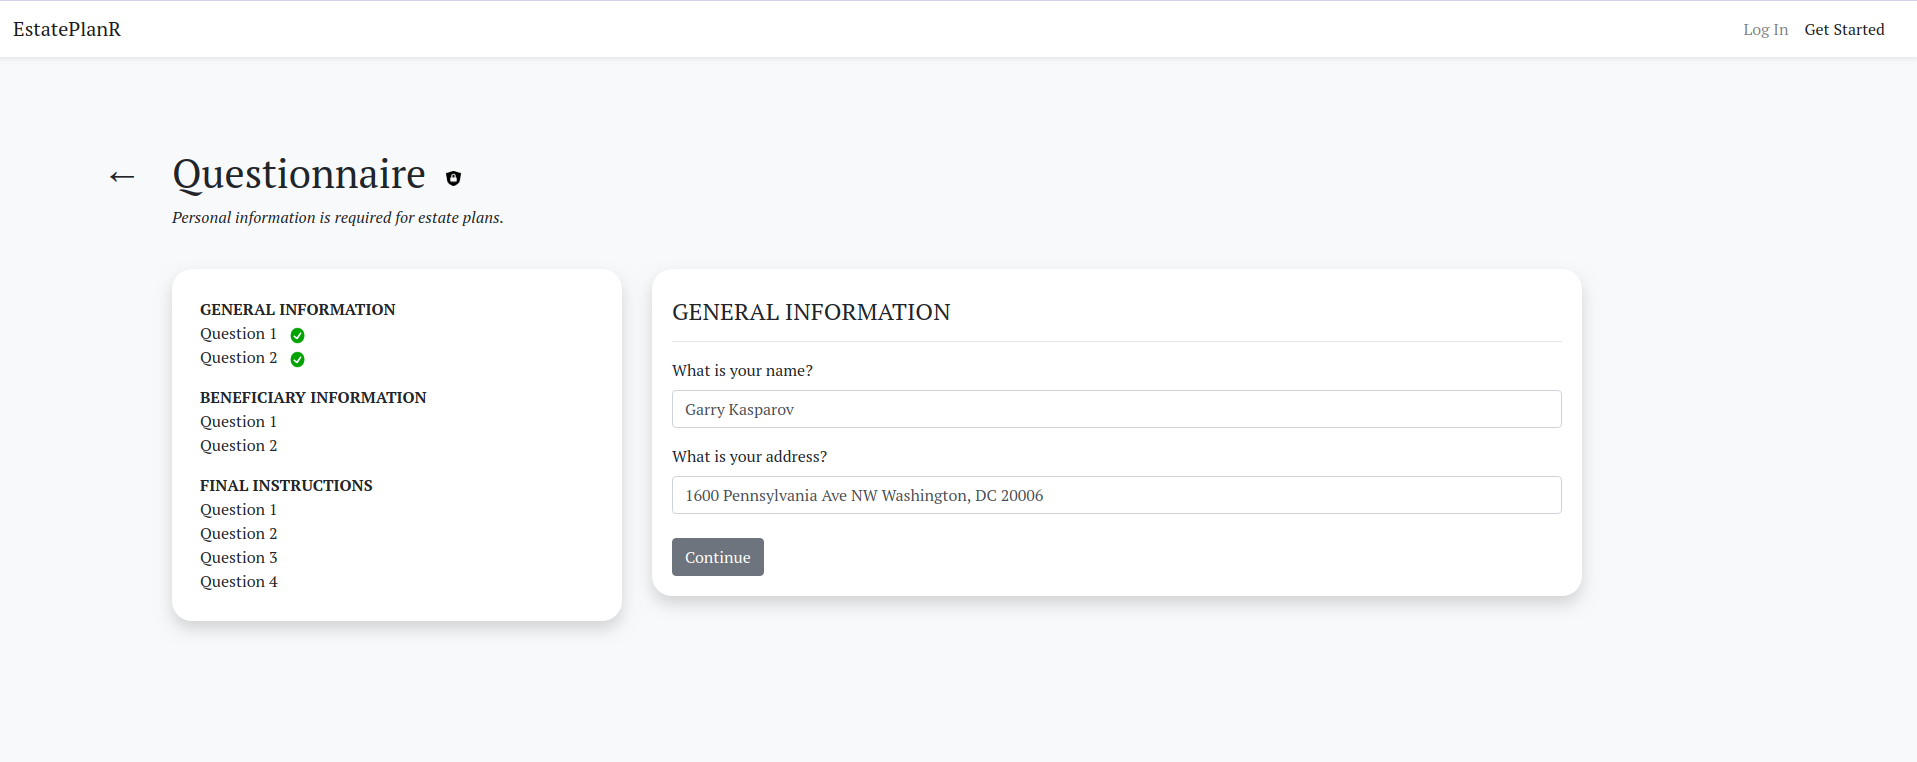 EstatePlanR
Log In
Get Started
Questionnaire
Personal information is required for estate plans.
GENERAL INFORMATION
Question 1
Question 2
BENEFICIARY INFORMATION
Question 1
Question 2
FINAL INSTRUCTIONS
Question 1
Question 2
Question 3
Question 4
GENERAL INFORMATION
What is your name?
Garry Kasparov
What is your address?
1600 Pennsylvania Ave NW Washington, DC 20006
Continue